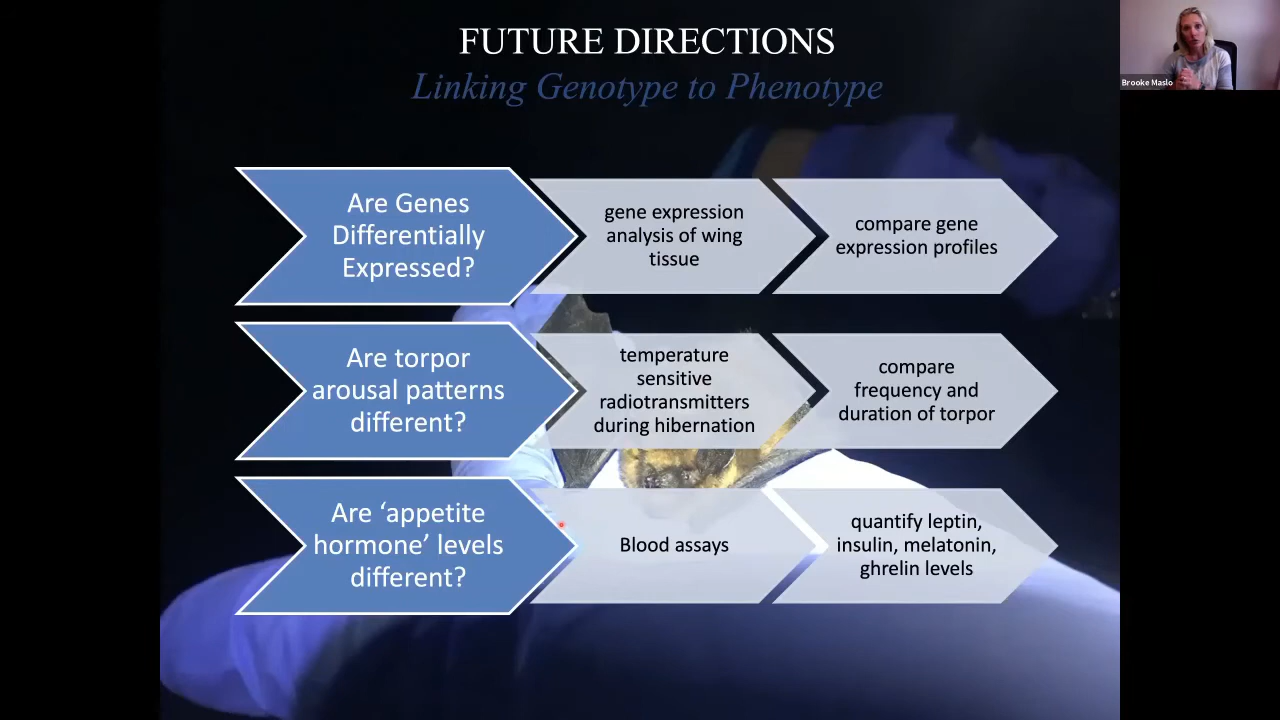 FUTURE DIRECTIONS
Linking Genotype to Phenotype
Brooke Maslo
Are Genes
Differentially
Expressed?
gene expression
analysis of wing
tissue
compare gene
expression profiles
Are torpor
arousal patterns
different?
temperature
sensitive
radiotransmitters
during hibernation
compare
frequency and
duration of torpor
Are ‘appetite
hormone’ levels
different?
Blood assays
quantify leptin,
insulin, melatonin,
ghrelin levels